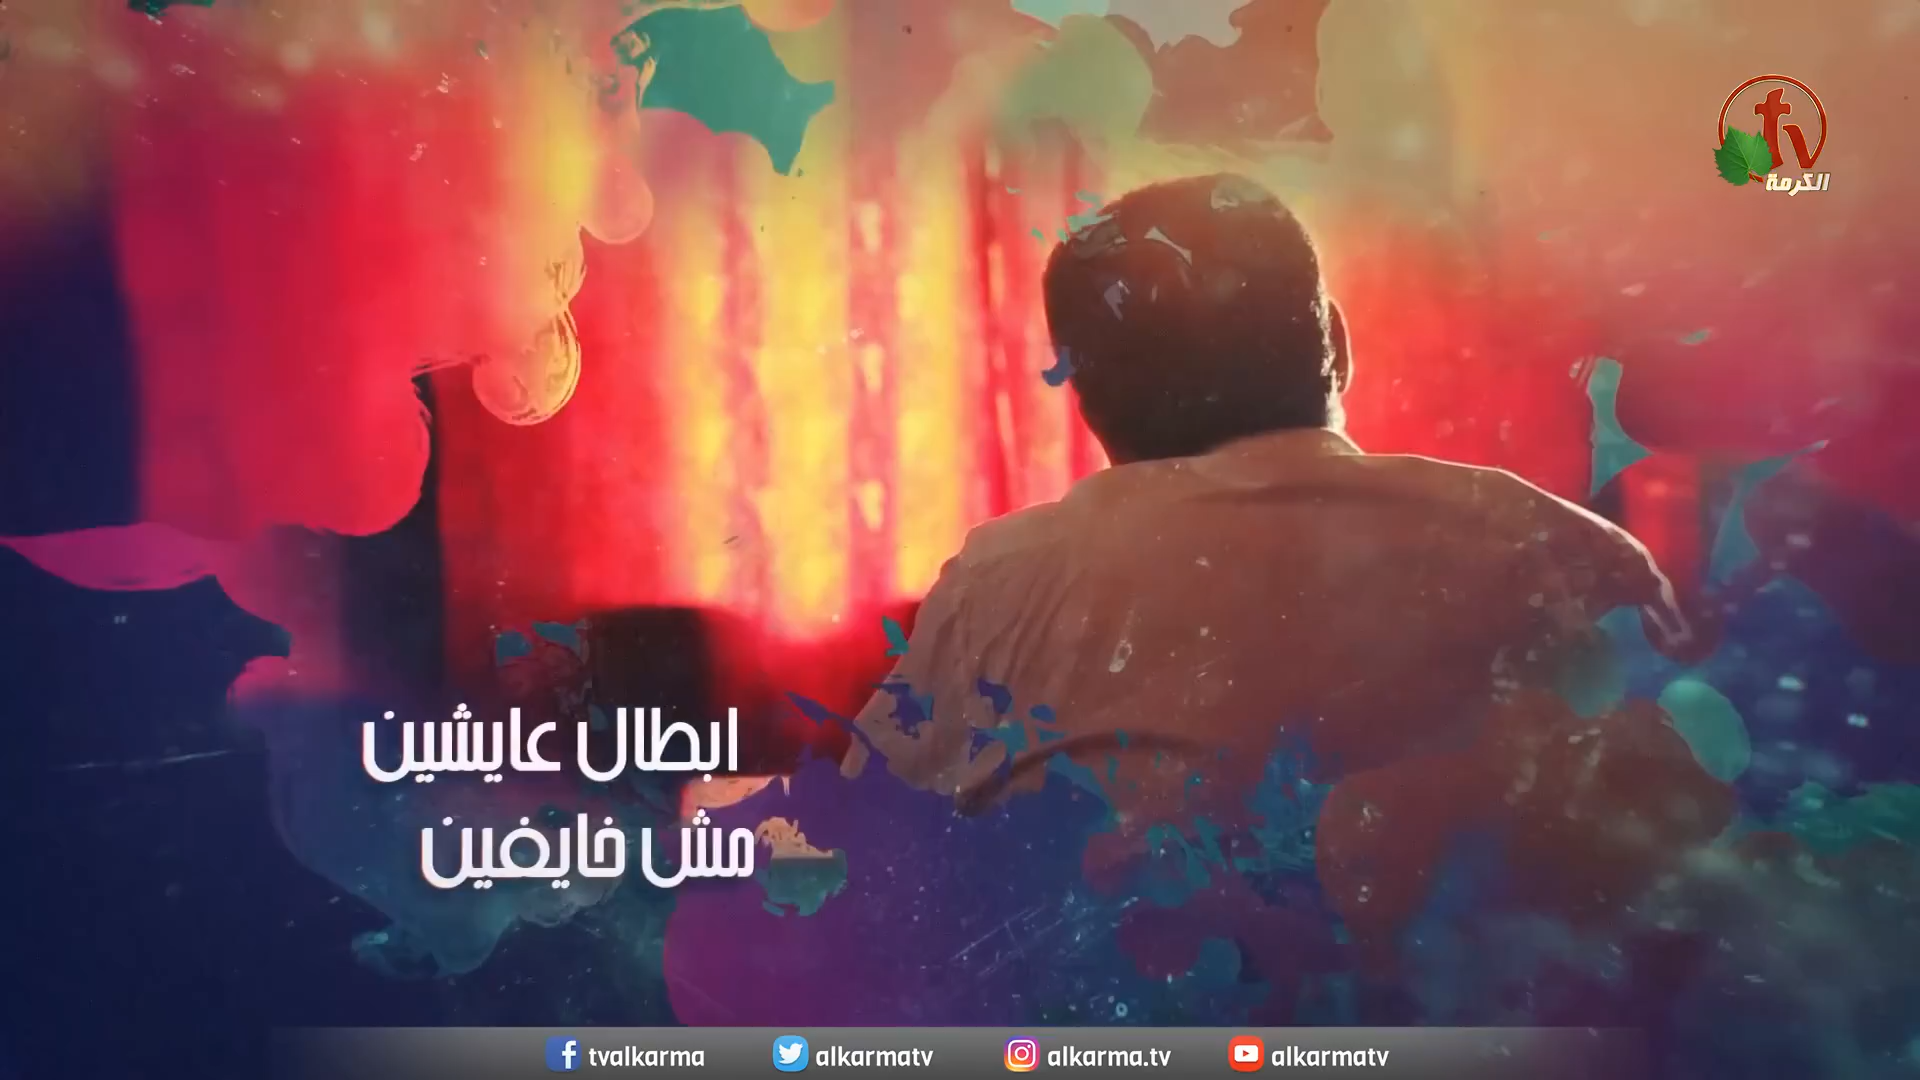 tv
الكرمة
ابطال عايشين
مش خايفين
tvalkarma
alkarmatv
alkarma.tv
alkarmatv